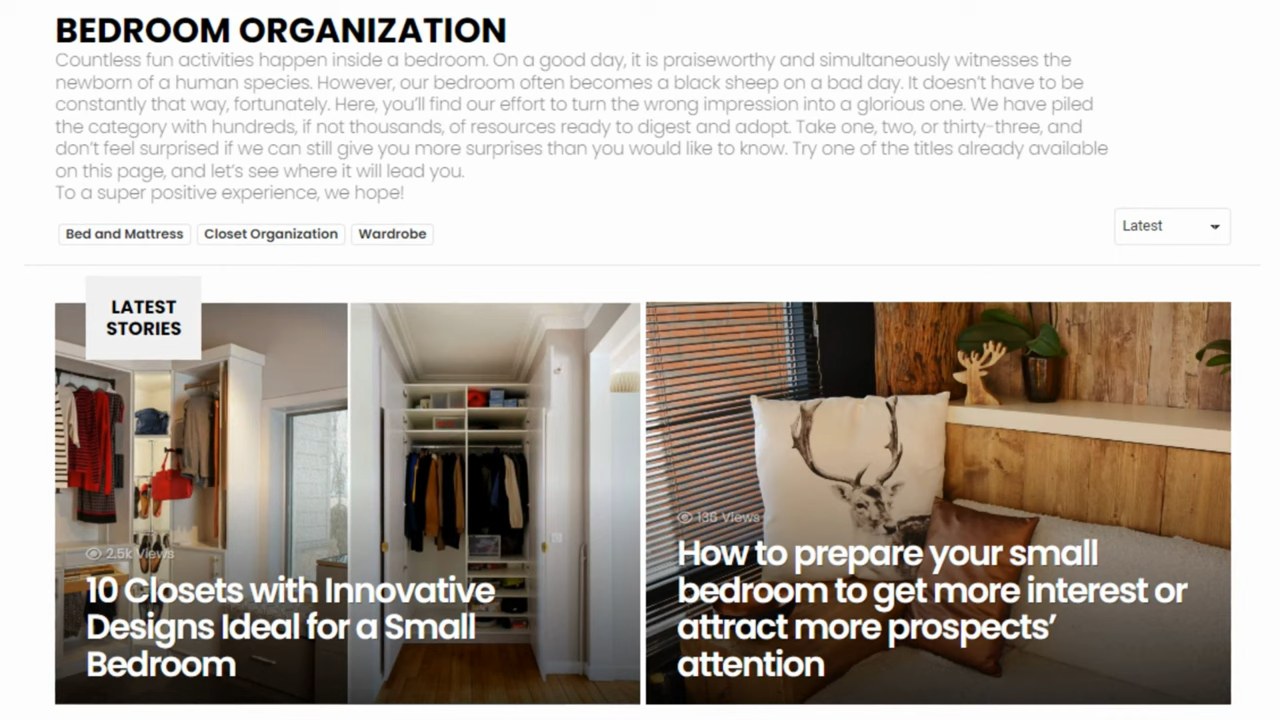 BEDROOM ORGANIZATION
Countless fun activities happen inside a bedroom. On a good day, it is praiseworthy and simultaneously witnesses the
newborn of a human species. However, our bedroom often becomes a black sheep on a bad day. It doesn't have to be
constantly that way, fortunately. Here, you'll find our effort to turn the wrong impression into a glorious one. We have piled
the category with hundreds, if not thousands, of resources ready to digest and adopt. Take one, two, or thirty-three, and
don't feel surprised if we can still give you more surprises than you would like to know. Try one of the titles already available
on this page, and let's see where it will lead you.
To a super positive experience, we hope!
Bed and Mattress Closet Organization Wardrobe
Latest
LATEST
STORIES
2.5k Views
10 Closets with Innovative
Designs Ideal for a Small
Bedroom
136 Views
How to prepare your small
bedroom to get more interest or
attract more prospects'
attention